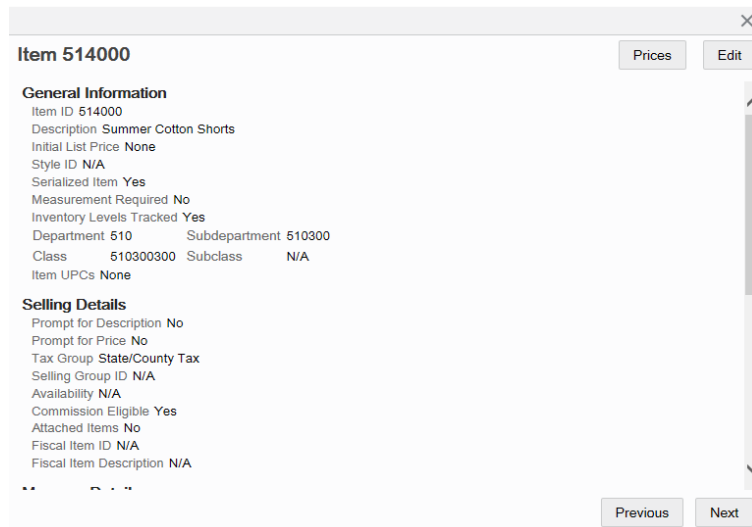 Item 514000
Prices
Edit
General Information
Item ID 514000
Description Summer Cotton Shorts
Initial List Price None
Style ID N/A
Serialized Item Yes
Measurement Required No
Inventory Levels Tracked Yes
Department 510 Subdepartment 510300
Class 510300300 Subclass N/A
Item UPCs None
Selling Details
Prompt for Description No
Prompt for Price No
Tax Group State/County Tax
Selling Group ID N/A
Availability N/A
Commission Eligible Yes
Attached Items No
Fiscal Item ID N/A
Fiscal Item Description N/A
Previous
Next